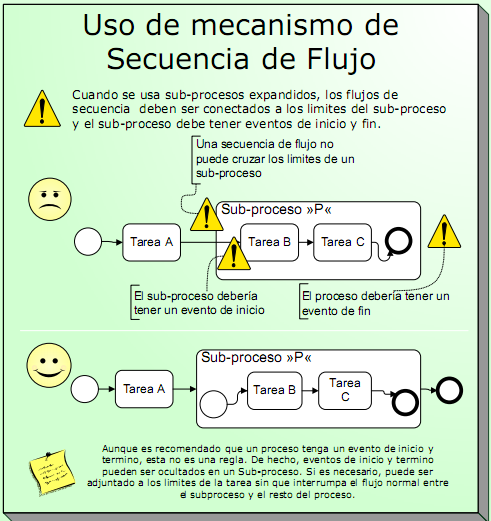 Uso de mecanismo de
Secuencia de Flujo
Cuando se usa sub-procesos expandidos, los flujos de
secuencia deben ser conectados a los limites del sub-proceso
y el sub-proceso debe tener eventos de inicio y fin.
Una secuencia de flujo no
puede cruzar los limites de un
sub-proceso
Sub-proceso »P«
Tarea A
Tarea B
Tarea C
El sub-proceso debería
tener un evento de inicio
El proceso debería tener un
evento de fin
Sub-proceso »P«
Tarea A
Tarea B
Tarea
C
Aunque es recomendado que un proceso tenga un evento de inicio y
termino, esta no es una regla. De hecho, eventos de inicio y termino
pueden ser ocultados en un Sub-proceso. Si es necesario, puede ser
adjuntado a los limites de la tarea sin que interrumpa el flujo normal entre
el subproceso y el resto del proceso.